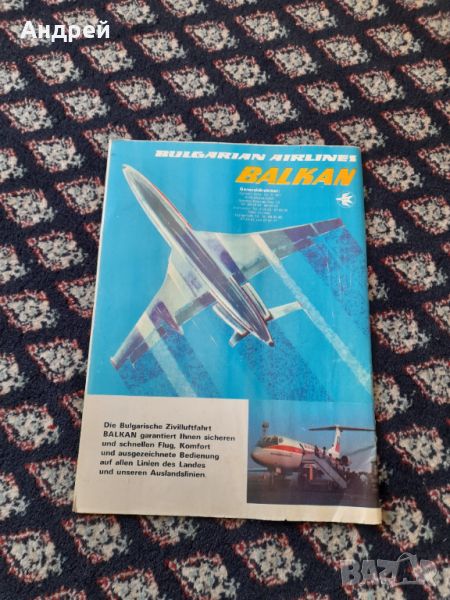 Андрей
BULGARIAN AIRLINES
BALKAN
Die Bulgarische Zivilluftfahrt
BALKAN garantiert Ihnen sicheren
und schnellen Flug, Komfort
und ausgezeichnete Bedienung
auf allen Linien des Landes
und unseren Auslandslinien.
bazar